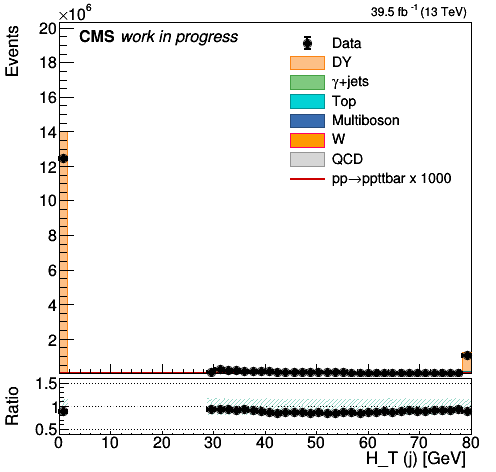 ×10⁶
39.5 fb⁻¹ (13 TeV)
CMS work in progress
Events
20
18
16
14
12
10
8
6
4
2
Data
DY
γ+jets
Top
Multiboson
W
QCD
pp→ppttbar x 1000
Ratio
1.5
1
0.5
0 10 20 30 40 50 60 70 80
H_T (j) [GeV]